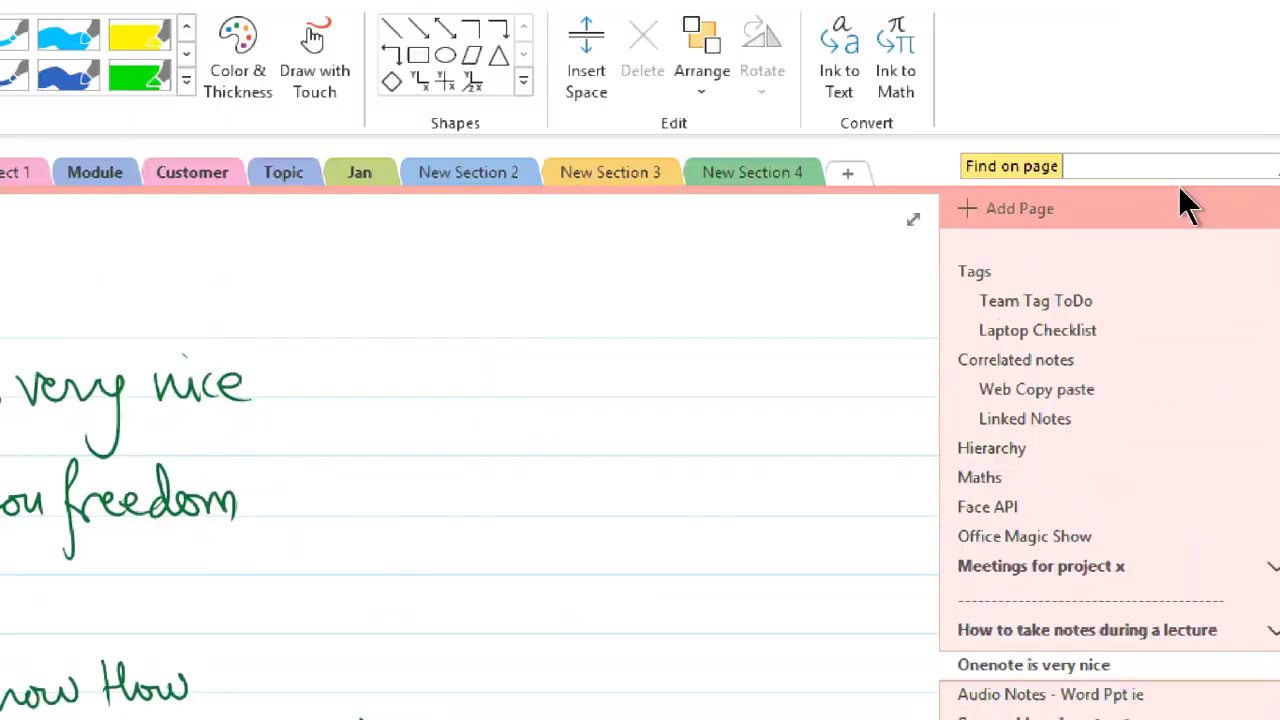 Color & Thickness
Draw with Touch
Insert Space
Delete
Arrange
Rotate
Ink to Text
Ink to Math
Shapes
Edit
Convert
ect 1
Module
Customer
Topic
Jan
New Section 2
New Section 3
New Section 4
Find on page
Add Page
very nice
ou freedom
now How
Tags
Team Tag ToDo
Laptop Checklist
Correlated notes
Web Copy paste
Linked Notes
Hierarchy
Maths
Face API
Office Magic Show
Meetings for project x
How to take notes during a lecture
Onenote is very nice
Audio Notes - Word Ppt ie